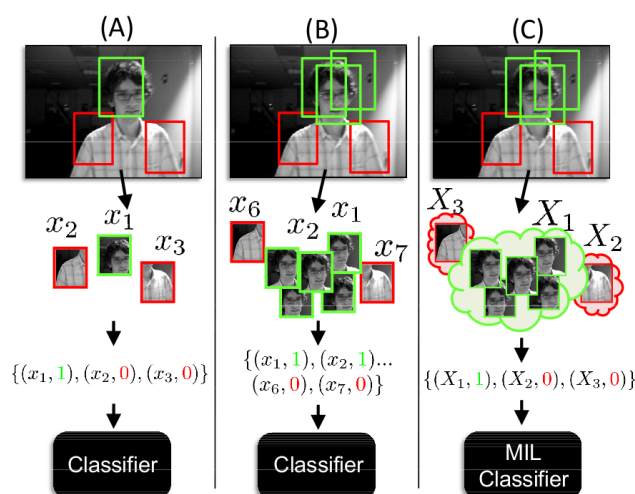 (A)
x₂ x₁ x₃
{(x₁, 1), (x₂, 0), (x₃, 0)}
Classifier
(B)
x₆ x₂ x₁ x₇
{(x₁, 1), (x₂, 1)...
(x₆, 0), (x₇, 0)}
Classifier
(C)
X₃ X₁ X₂
{(X₁, 1), (X₂, 0), (X₃, 0)}
MIL
Classifier